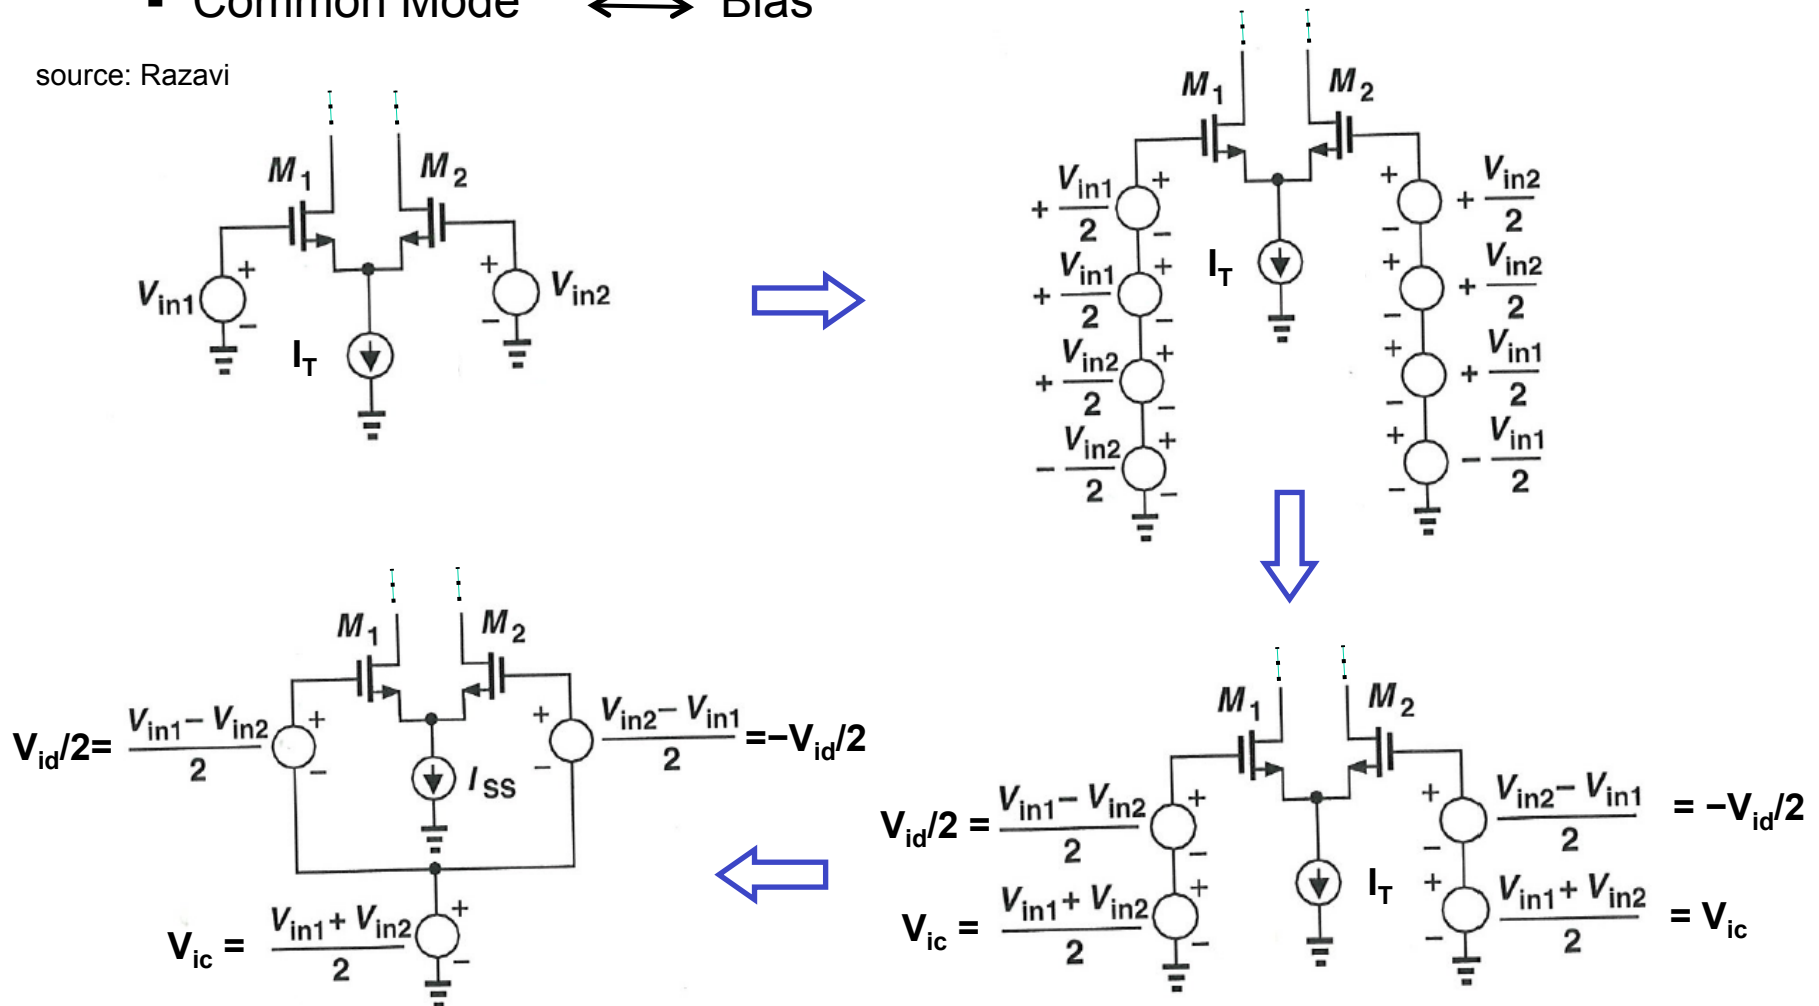 ▪ Common Mode ⟷ Bias
source: Razavi
M1 M2
Vin1 Vin2
+ − + −
IT
M1 M2
+ Vin1/2 + − + − + Vin2/2
+ Vin1/2 + − + − + Vin2/2
+ Vin2/2 + − + − + Vin1/2
− Vin2/2 + − + − − Vin1/2
IT
M1 M2
Vid/2= Vin1− Vin2/2 + − + − Vin2− Vin1/2 =−Vid/2
ISS
Vic = Vin1+ Vin2/2 + −
M1 M2
Vid/2 = Vin1− Vin2/2 + − + − Vin2− Vin1/2 = −Vid/2
IT
Vic = Vin1+ Vin2/2 + − + − Vin1+ Vin2/2 = Vic